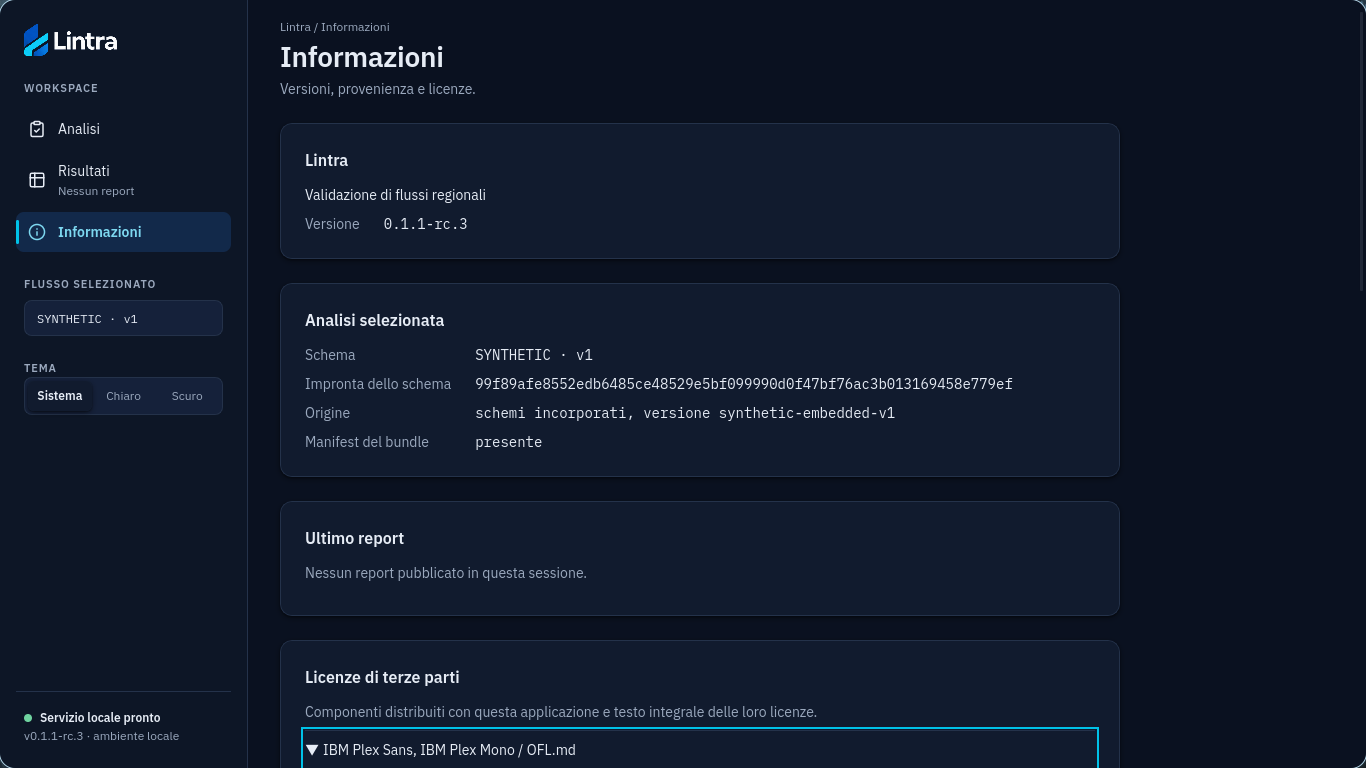 Lintra
WORKSPACE
Analisi
Risultati
Nessun report
Informazioni
FLUSSO SELEZIONATO
SYNTHETIC · v1
TEMA
Sistema Chiaro Scuro
Servizio locale pronto
v0.1.1-rc.3 · ambiente locale
Lintra / Informazioni
Informazioni
Versioni, provenienza e licenze.
Lintra
Validazione di flussi regionali
Versione 0.1.1-rc.3
Analisi selezionata
Schema SYNTHETIC · v1
Impronta dello schema 99f89afe8552edb6485ce48529e5bf099990d0f47bf76ac3b013169458e779ef
Origine schemi incorporati, versione synthetic-embedded-v1
Manifest del bundle presente
Ultimo report
Nessun report pubblicato in questa sessione.
Licenze di terze parti
Componenti distribuiti con questa applicazione e testo integrale delle loro licenze.
▼ IBM Plex Sans, IBM Plex Mono / OFL.md